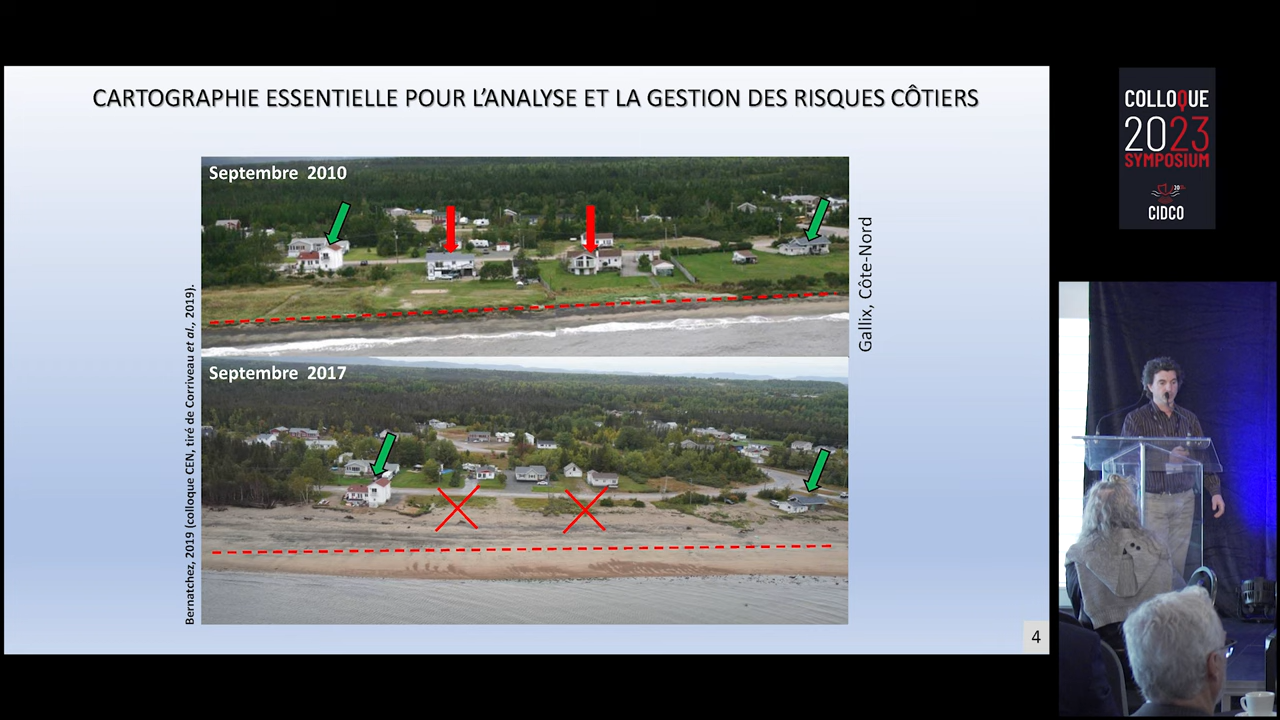 CARTOGRAPHIE ESSENTIELLE POUR L'ANALYSE ET LA GESTION DES RISQUES CÔTIERS
Septembre 2010
Gallix, Côte-Nord
Septembre 2017
Bernatchez, 2019 (colloque CEN, tiré de Corriveau et al., 2019).
4
COLLOQUE
2023
SYMPOSIUM
CIDCO